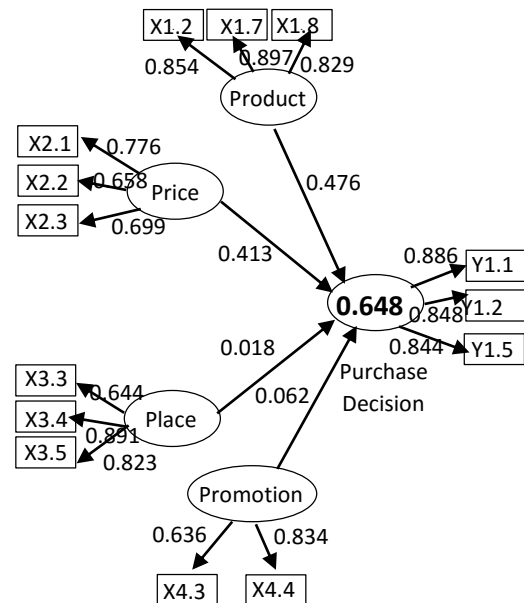 X1.2 X1.7 X1.8
0.854 0.897 0.829
Product
X2.1
0.776
X2.2
0.658
Price
0.476
X2.3
0.699
0.413
0.886
Y1.1
0.648
0.848
Y1.2
0.018
0.844
Y1.5
X3.3
0.644
0.062
Purchase
Decision
X3.4
0.891
Place
X3.5
0.823
Promotion
0.636
0.834
X4.3
X4.4